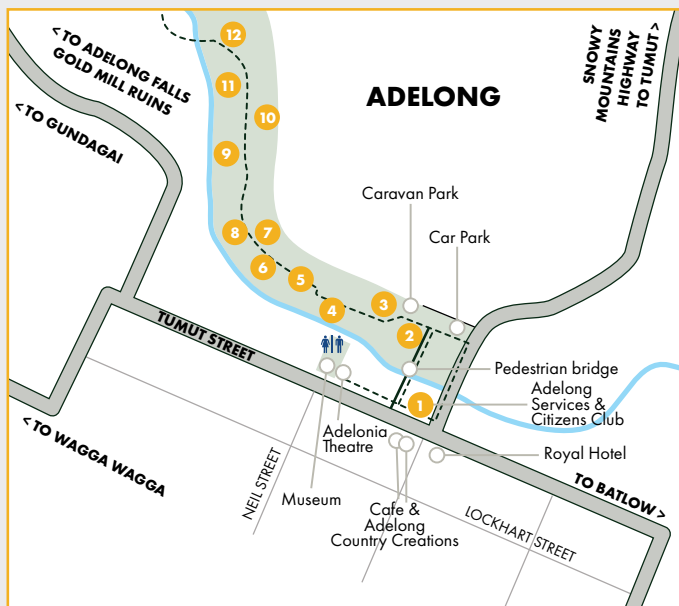 12
< TO ADELONG FALLS
GOLD MILL RUINS
< TO GUNDAGAI
SNOWY
MOUNTAINS
HIGHWAY
TO TUMUT >
ADELONG
11
10
9
Caravan Park
Car Park
8
7
6
5
4
3
2
TUMUT STREET
Pedestrian bridge
1
Adelong
Services &
Citizens Club
< TO WAGGA WAGGA
Adelonia
Theatre
Royal Hotel
NEIL STREET
Museum
Cafe &
Adelong
Country Creations
TO BATLOW >
LOCKHART STREET